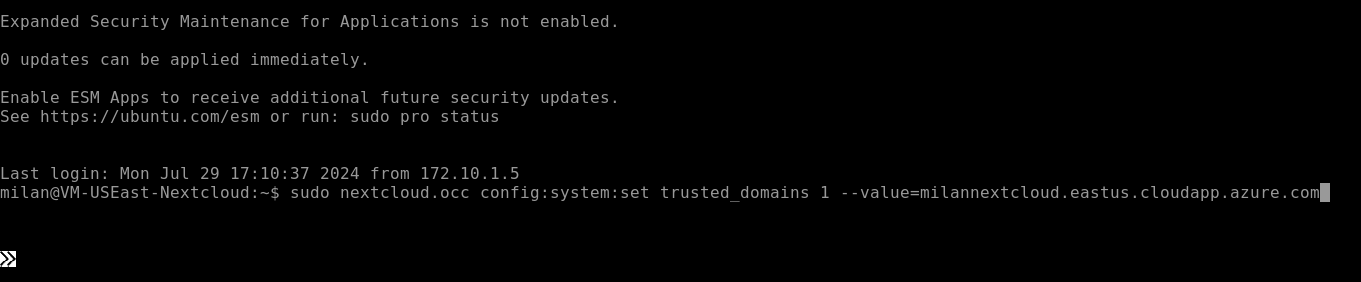 Expanded Security Maintenance for Applications is not enabled.
0 updates can be applied immediately.
Enable ESM Apps to receive additional future security updates.
See https://ubuntu.com/esm or run: sudo pro status
Last login: Mon Jul 29 17:10:37 2024 from 172.10.1.5
milan@VM-USEast-Nextcloud:~$ sudo nextcloud.occ config:system:set trusted_domains 1 --value=milannextcloud.eastus.cloudapp.azure.com